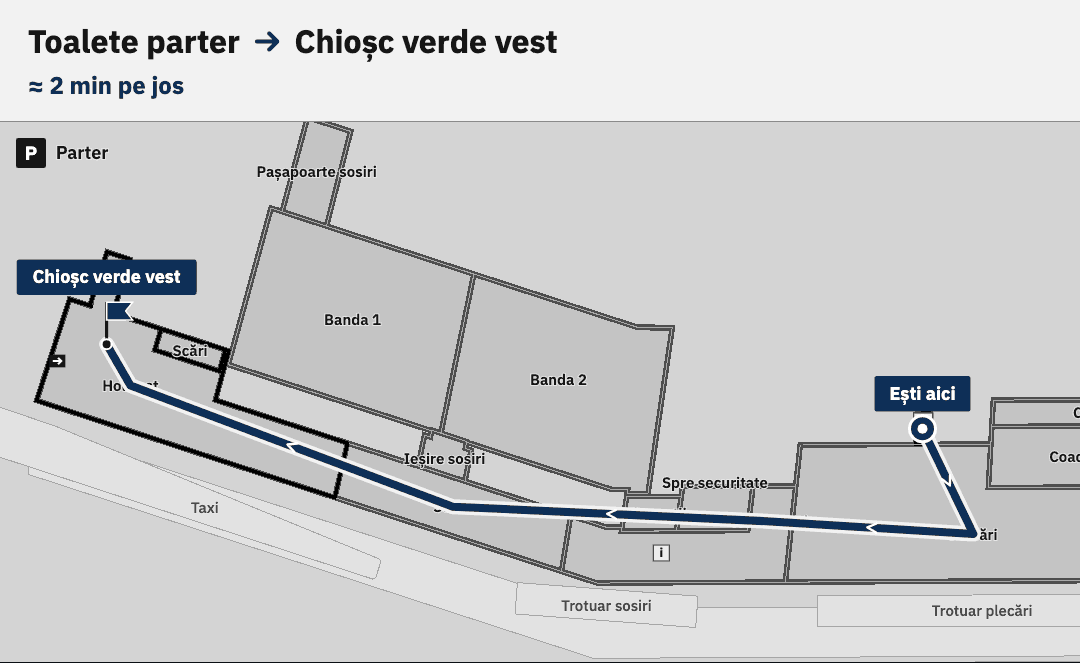 Toalete parter → Chioșc verde vest
≈ 2 min pe jos
P Parter
Pașapoarte sosiri
Chioșc verde vest
Banda 1
Scări
Banda 2
Ești aici
Ieșire sosiri
Spre securitate
Taxi
i
Trotuar sosiri
Trotuar plecări